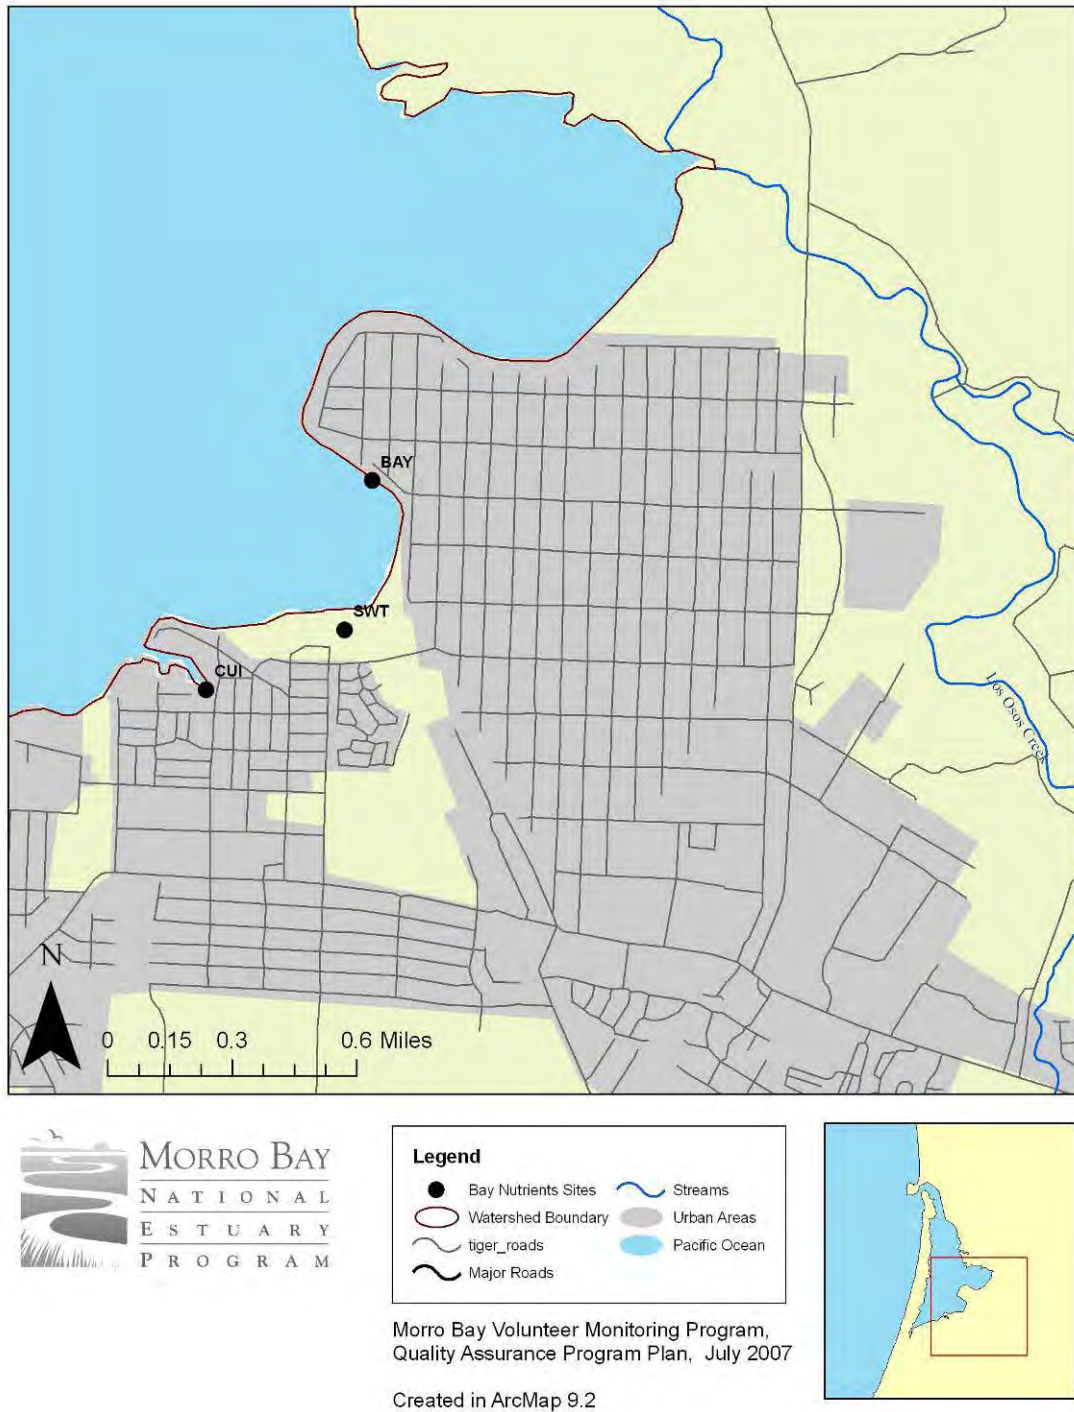 BAY
SWT
CUI
Los Osos Creek
N
0 0.15 0.3 0.6 Miles
MORRO BAY
NATIONAL
ESTUARY
PROGRAM
Legend
Bay Nutrients Sites
Watershed Boundary
tiger_roads
Major Roads
Streams
Urban Areas
Pacific Ocean
Morro Bay Volunteer Monitoring Program,
Quality Assurance Program Plan, July 2007
Created in ArcMap 9.2